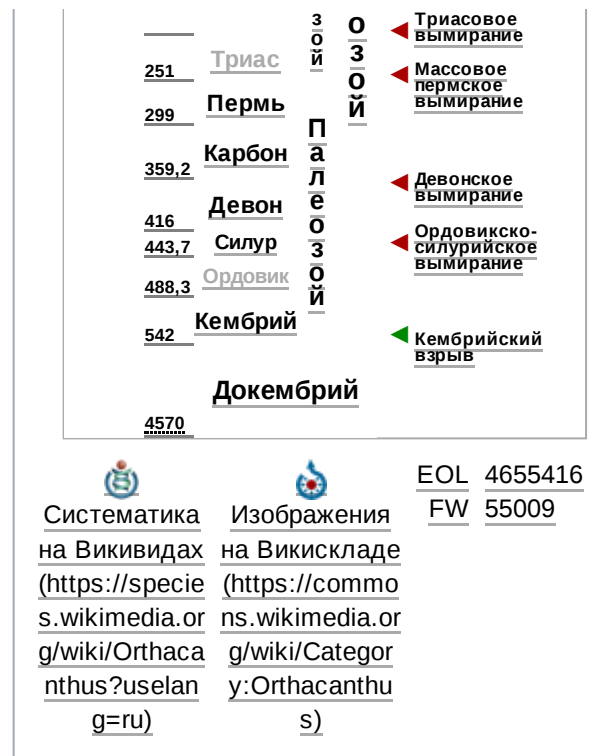 з
о
й
о
з
о
й
Триасовое
вымирание
251
Триас
Массовое
пермское
вымирание
299
Пермь
359,2
Карбон
П
а
л
е
о
з
о
й
Девонское
вымирание
416
Девон
443,7
Силур
Ордовикско-
силурийское
вымирание
488,3
Ордовик
542
Кембрий
Кембрийский
взрыв
Докембрий
4570
Систематика
на Викивидах
(https://specie
s.wikimedia.or
g/wiki/Orthaca
nthus?uselan
g=ru)
Изображения
на Викискладе
(https://commo
ns.wikimedia.or
g/wiki/Categor
y:Orthacanthu
s)
EOL 4655416
FW 55009